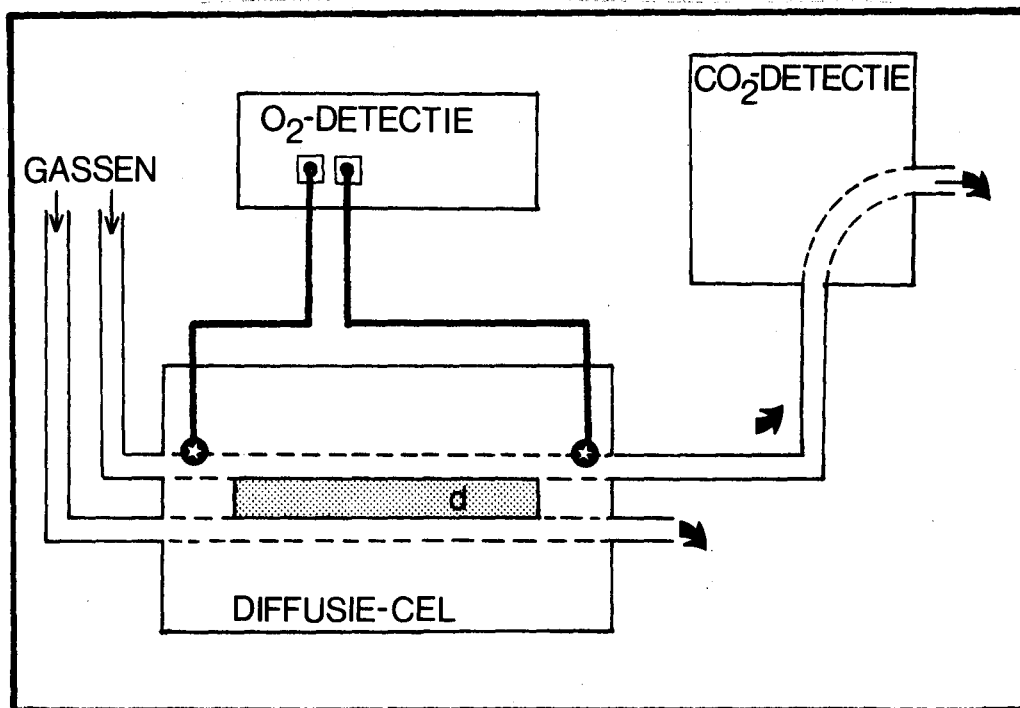 CO2-DETECTIE
O2-DETECTIE
GASSEN
d
DIFFUSIE-CEL